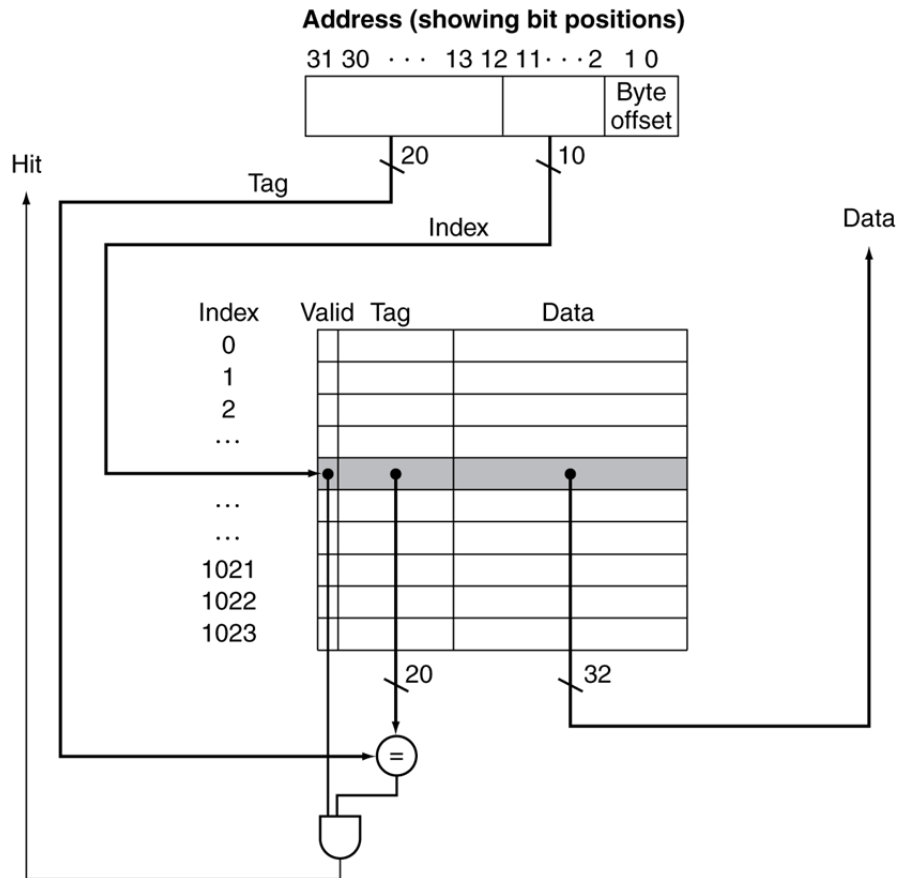 Address (showing bit positions)
31 30 · · · 13 12 11 · · · 2 1 0
Byte
offset
20
10
Hit
Tag
Index
Data
Index Valid Tag Data
0
1
2
...
...
...
1021
1022
1023
20
32
=